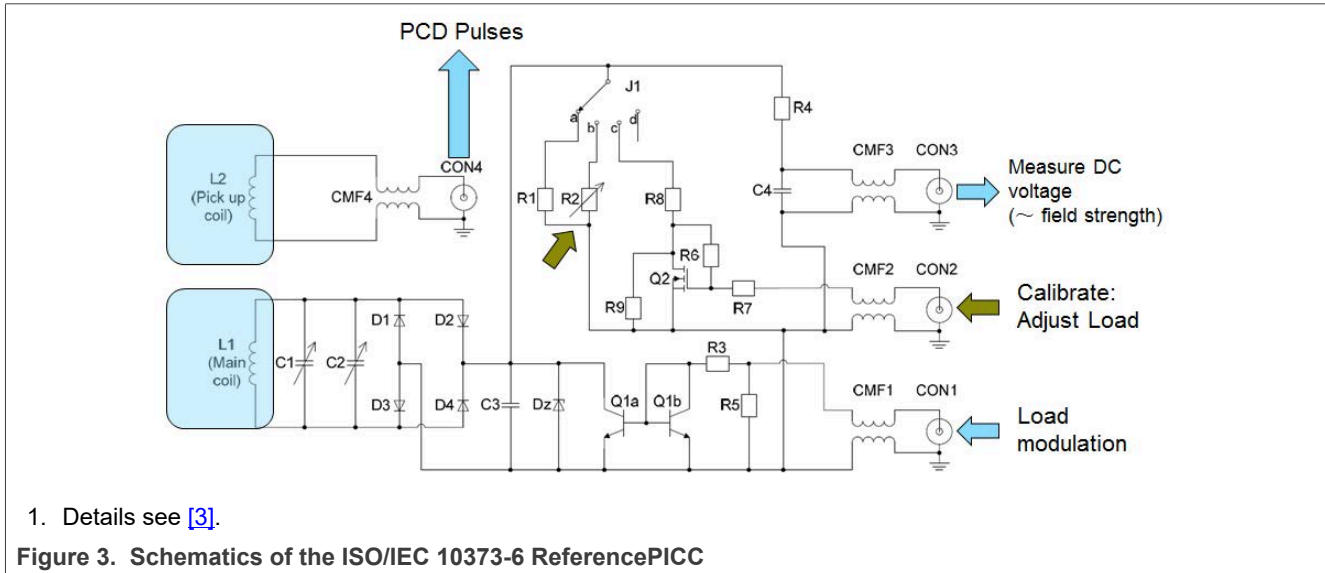 PCD Pulses
J1
a
b
c
d
R4
CMF3
CON3
Measure DC
voltage
(~ field strength)
L2
(Pick up
coil)
CMF4
CON4
R1
R2
R8
C4
R6
Q2
R9
R7
CMF2
CON2
Calibrate:
Adjust Load
L1
(Main
coil)
C1
C2
D1
D2
D3
D4
C3
Dz
Q1a
Q1b
R3
R5
CMF1
CON1
Load
modulation
1. Details see [3].
Figure 3. Schematics of the ISO/IEC 10373-6 ReferencePICC